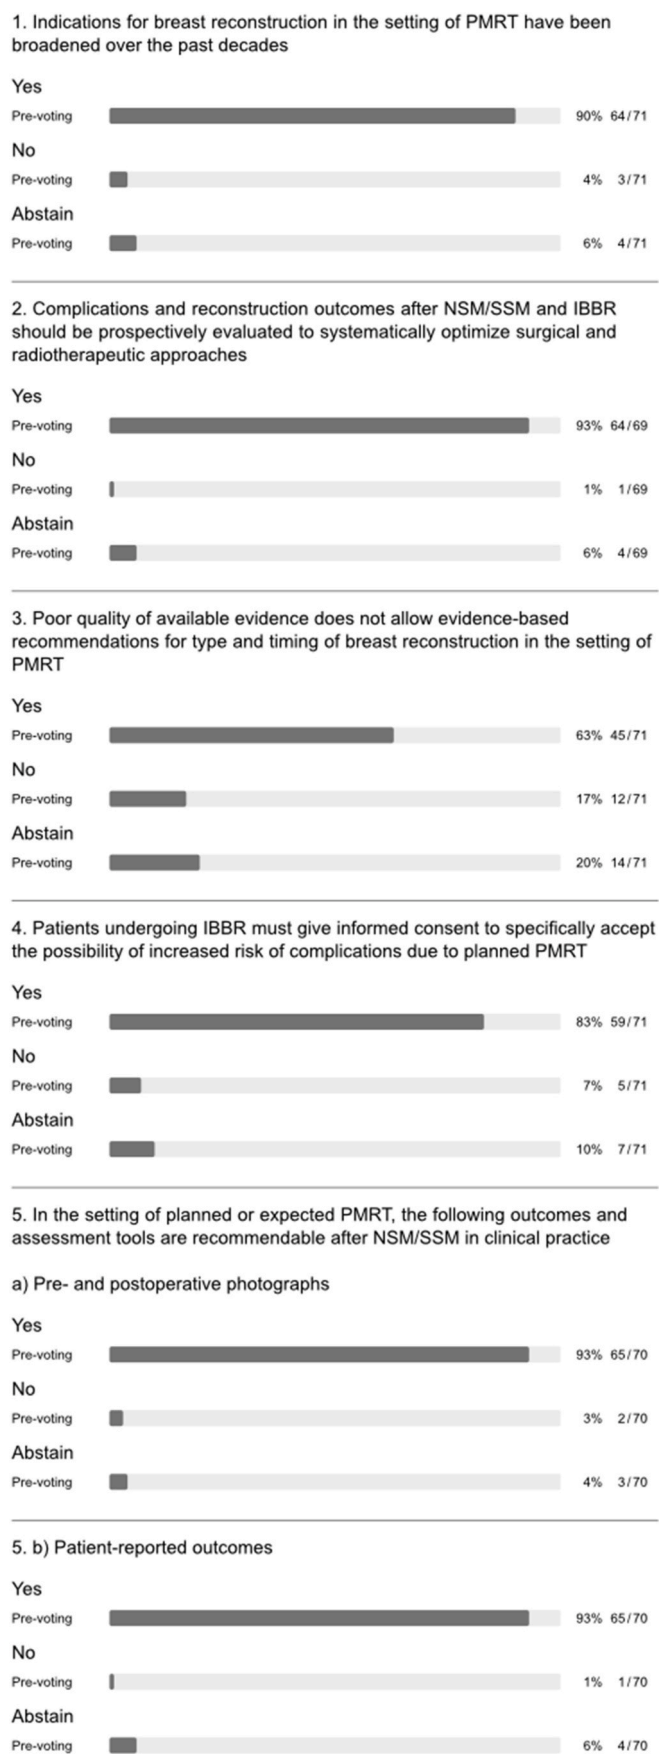 1. Indications for breast reconstruction in the setting of PMRT have been
broadened over the past decades
Yes
Pre-voting 90% 64/71
No
Pre-voting 4% 3/71
Abstain
Pre-voting 6% 4/71
2. Complications and reconstruction outcomes after NSM/SSM and IBBR
should be prospectively evaluated to systematically optimize surgical and
radiotherapeutic approaches
Yes
Pre-voting 93% 64/69
No
Pre-voting 1% 1/69
Abstain
Pre-voting 6% 4/69
3. Poor quality of available evidence does not allow evidence-based
recommendations for type and timing of breast reconstruction in the setting of
PMRT
Yes
Pre-voting 63% 45/71
No
Pre-voting 17% 12/71
Abstain
Pre-voting 20% 14/71
4. Patients undergoing IBBR must give informed consent to specifically accept
the possibility of increased risk of complications due to planned PMRT
Yes
Pre-voting 83% 59/71
No
Pre-voting 7% 5/71
Abstain
Pre-voting 10% 7/71
5. In the setting of planned or expected PMRT, the following outcomes and
assessment tools are recommendable after NSM/SSM in clinical practice
a) Pre- and postoperative photographs
Yes
Pre-voting 93% 65/70
No
Pre-voting 3% 2/70
Abstain
Pre-voting 4% 3/70
5. b) Patient-reported outcomes
Yes
Pre-voting 93% 65/70
No
Pre-voting 1% 1/70
Abstain
Pre-voting 6% 4/70